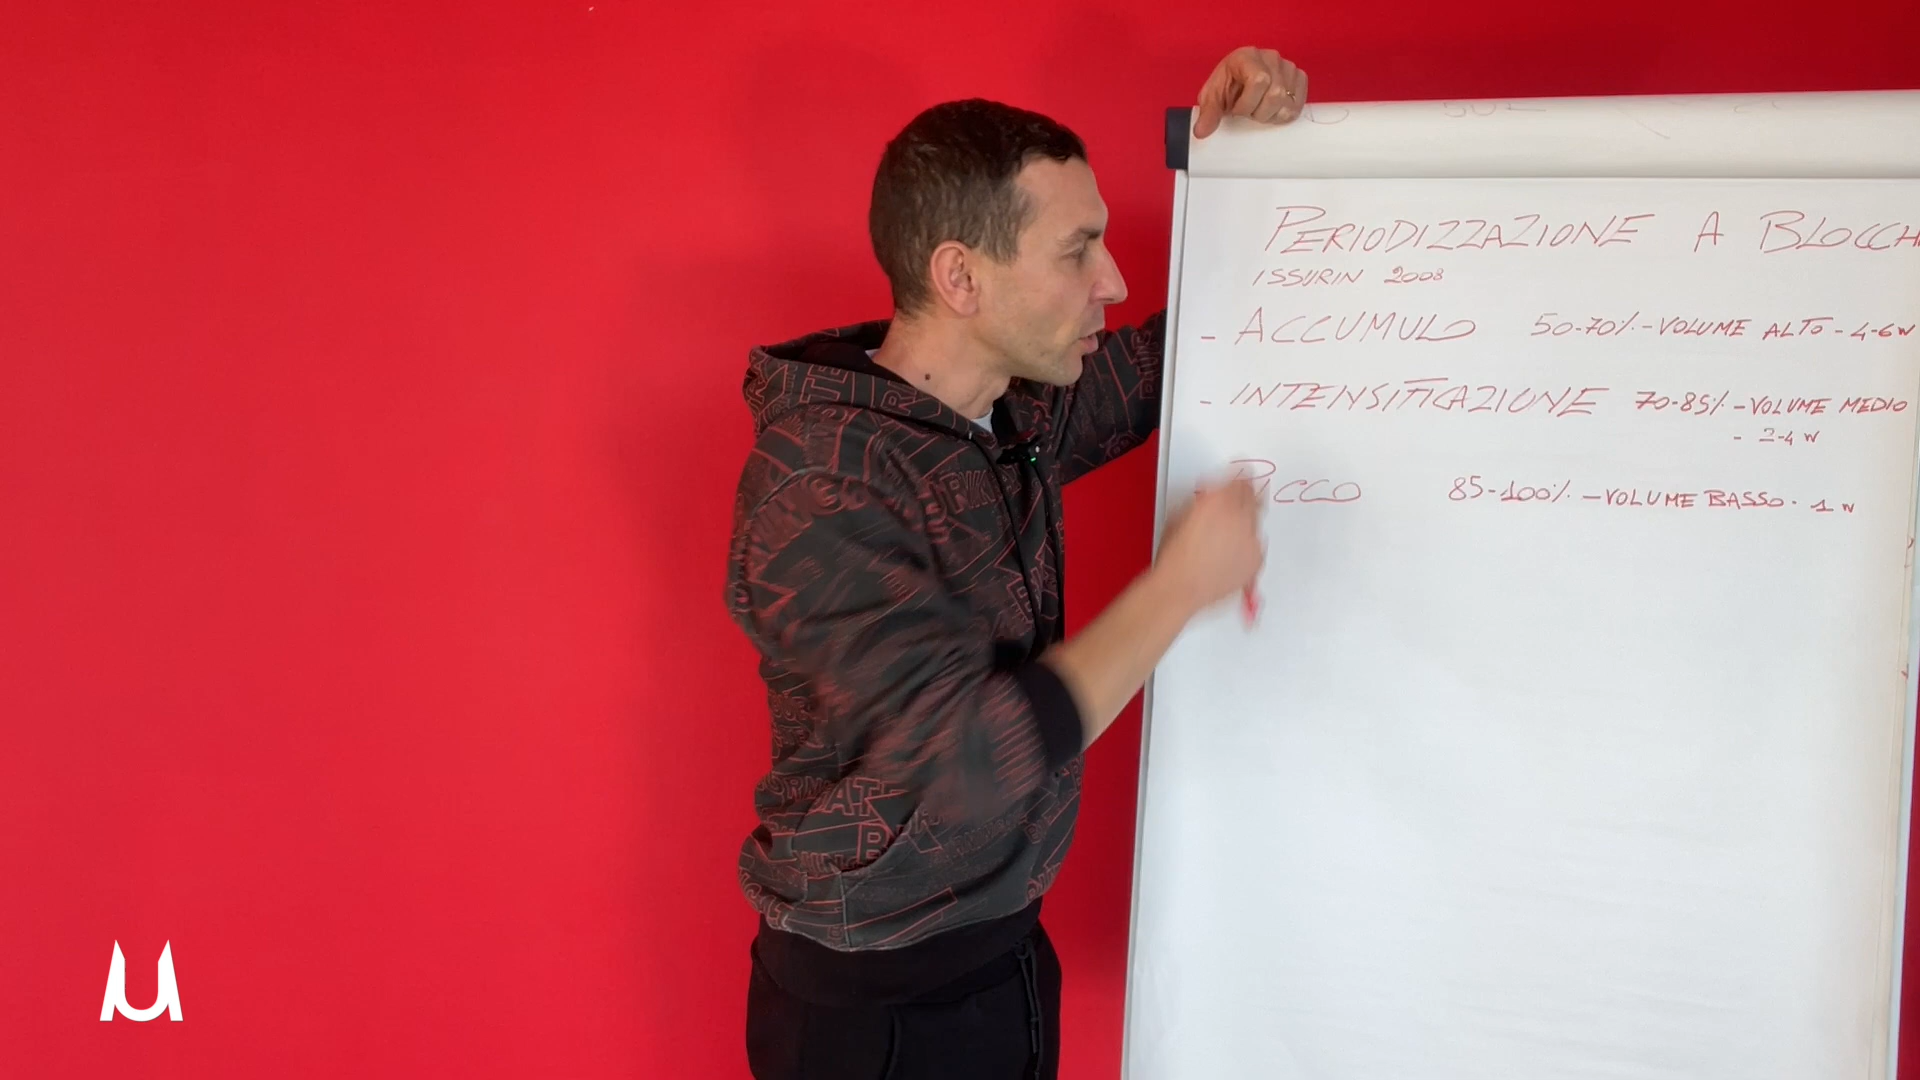 PERIODIZZAZIONE A BLOCCH
ISSURIN 2008
- ACCUMULO 50-70% - VOLUME ALTO - 4-6 W
- INTENSIFICAZIONE 70-85% - VOLUME MEDIO
- 2-4 W
- PICCO 85-100% - VOLUME BASSO - 1 W